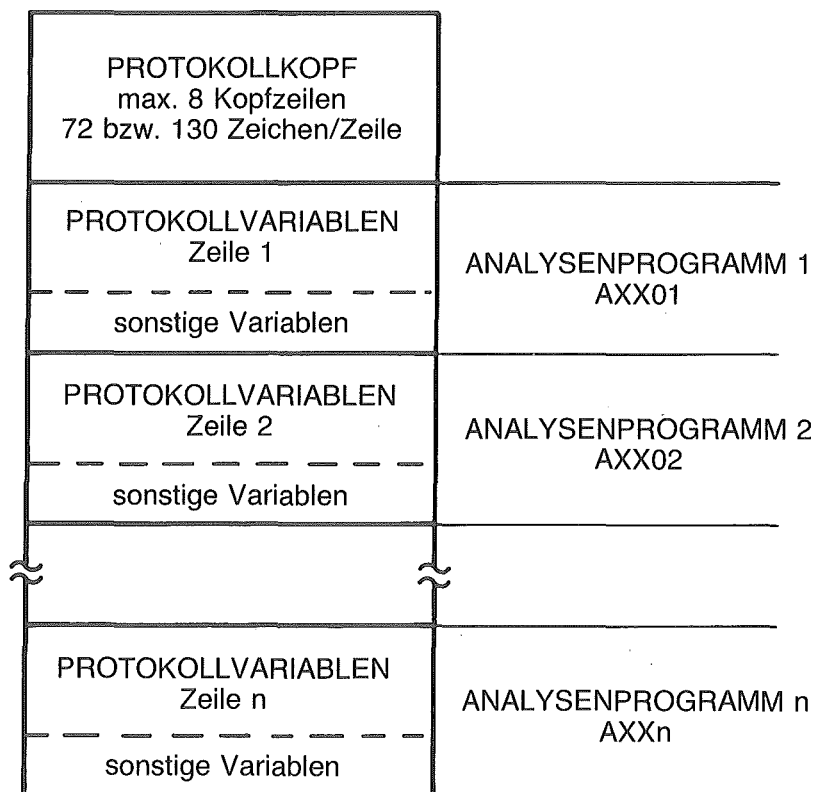 PROTOKOLLKOPF
max. 8 Kopfzeilen
72 bzw. 130 Zeichen/Zeile
PROTOKOLLVARIABLEN
Zeile 1
sonstige Variablen
ANALYSENPROGRAMM 1
AXX01
PROTOKOLLVARIABLEN
Zeile 2
sonstige Variablen
ANALYSENPROGRAMM 2
AXX02
PROTOKOLLVARIABLEN
Zeile n
sonstige Variablen
ANALYSENPROGRAMM n
AXXn